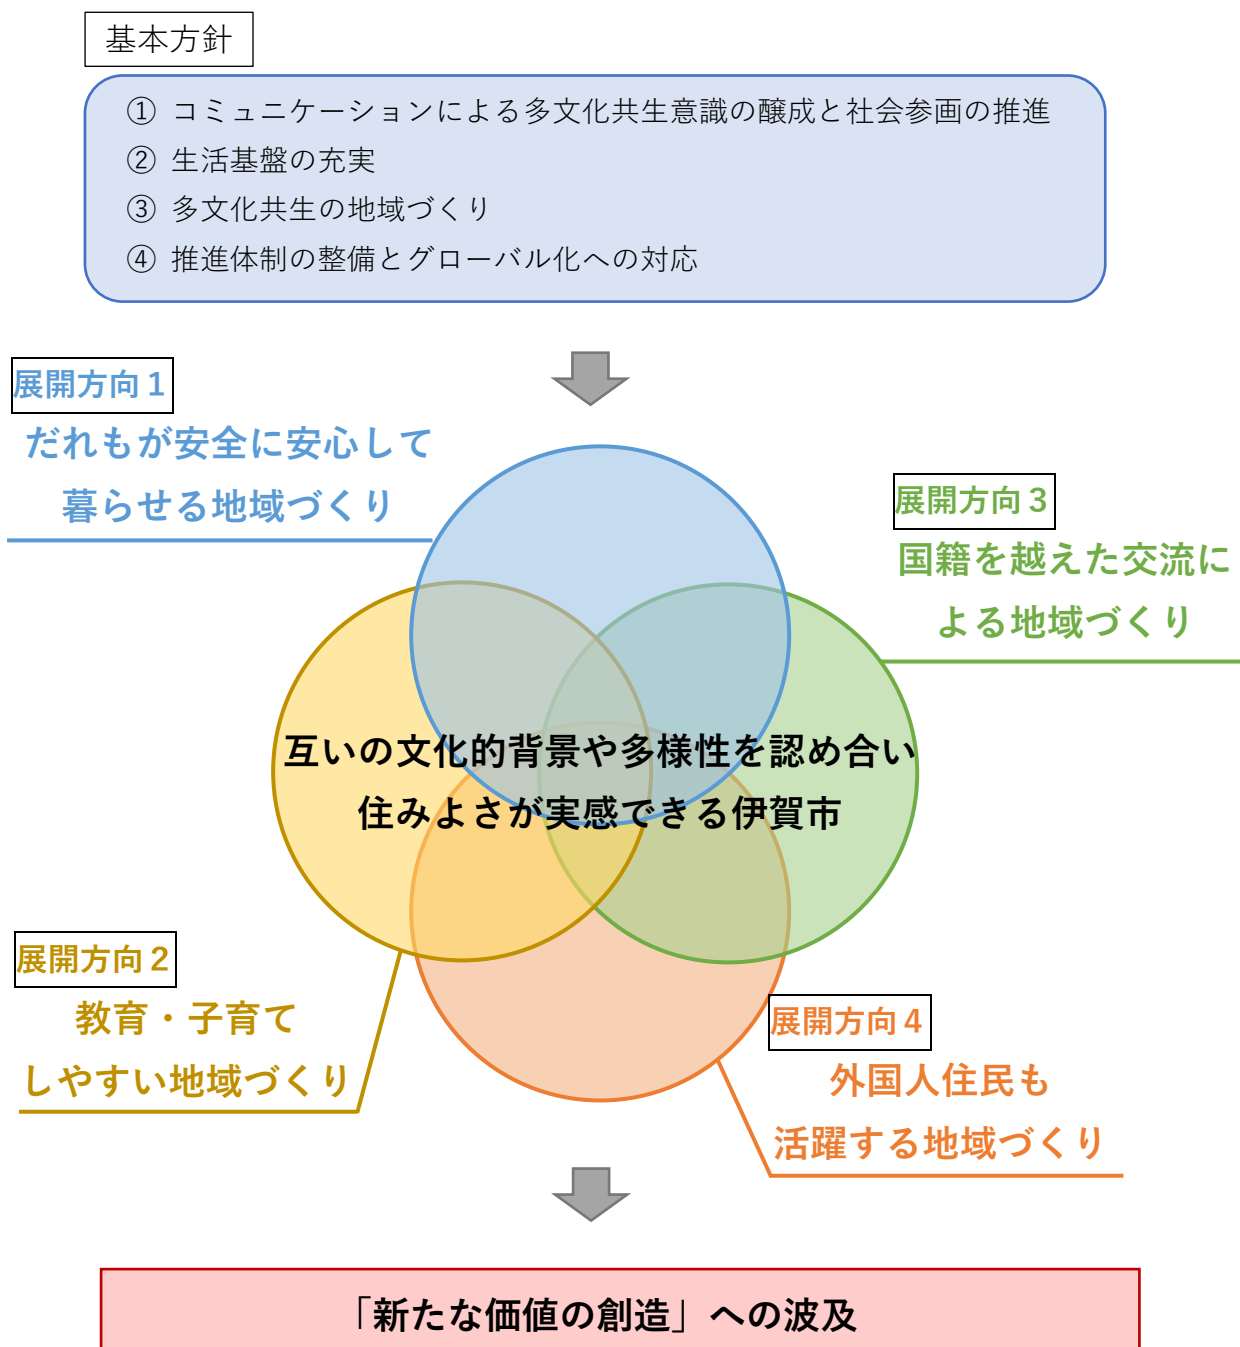 基本方針
① コミュニケーションによる多文化共生意識の醸成と社会参画の推進
② 生活基盤の充実
③ 多文化共生の地域づくり
④ 推進体制の整備とグローバル化への対応
展開方向１
だれもが安全に安心して
暮らせる地域づくり
展開方向３
国籍を越えた交流に
よる地域づくり
互いの文化的背景や多様性を認め合い
住みよさが実感できる伊賀市
展開方向２
教育・子育て
しやすい地域づくり
展開方向４
外国人住民も
活躍する地域づくり
「新たな価値の創造」への波及